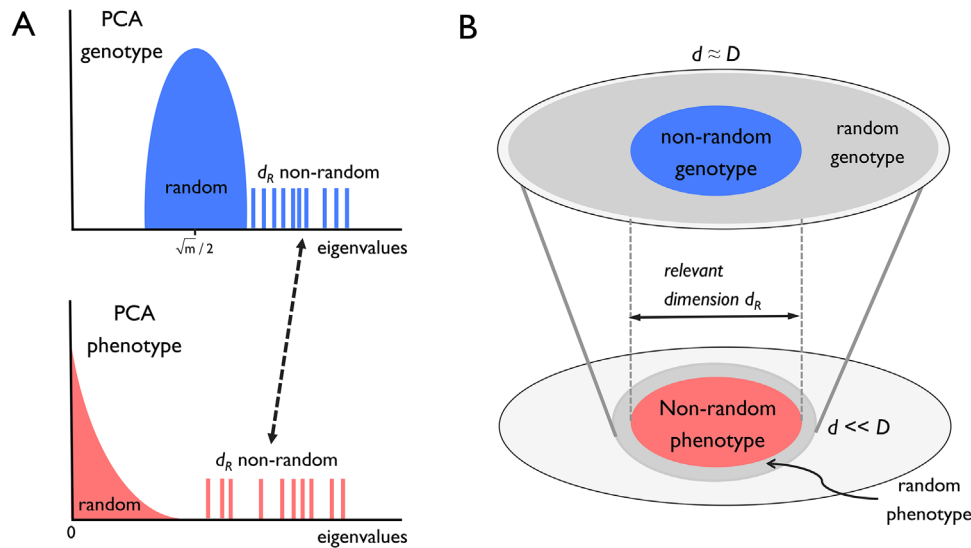 A
PCA
genotype
random
d_R non-random
√m / 2
eigenvalues
PCA
phenotype
random
d_R non-random
0
eigenvalues
B
d ≈ D
non-random
genotype
random
genotype
relevant
dimension d_R
Non-random
phenotype
d << D
random
phenotype